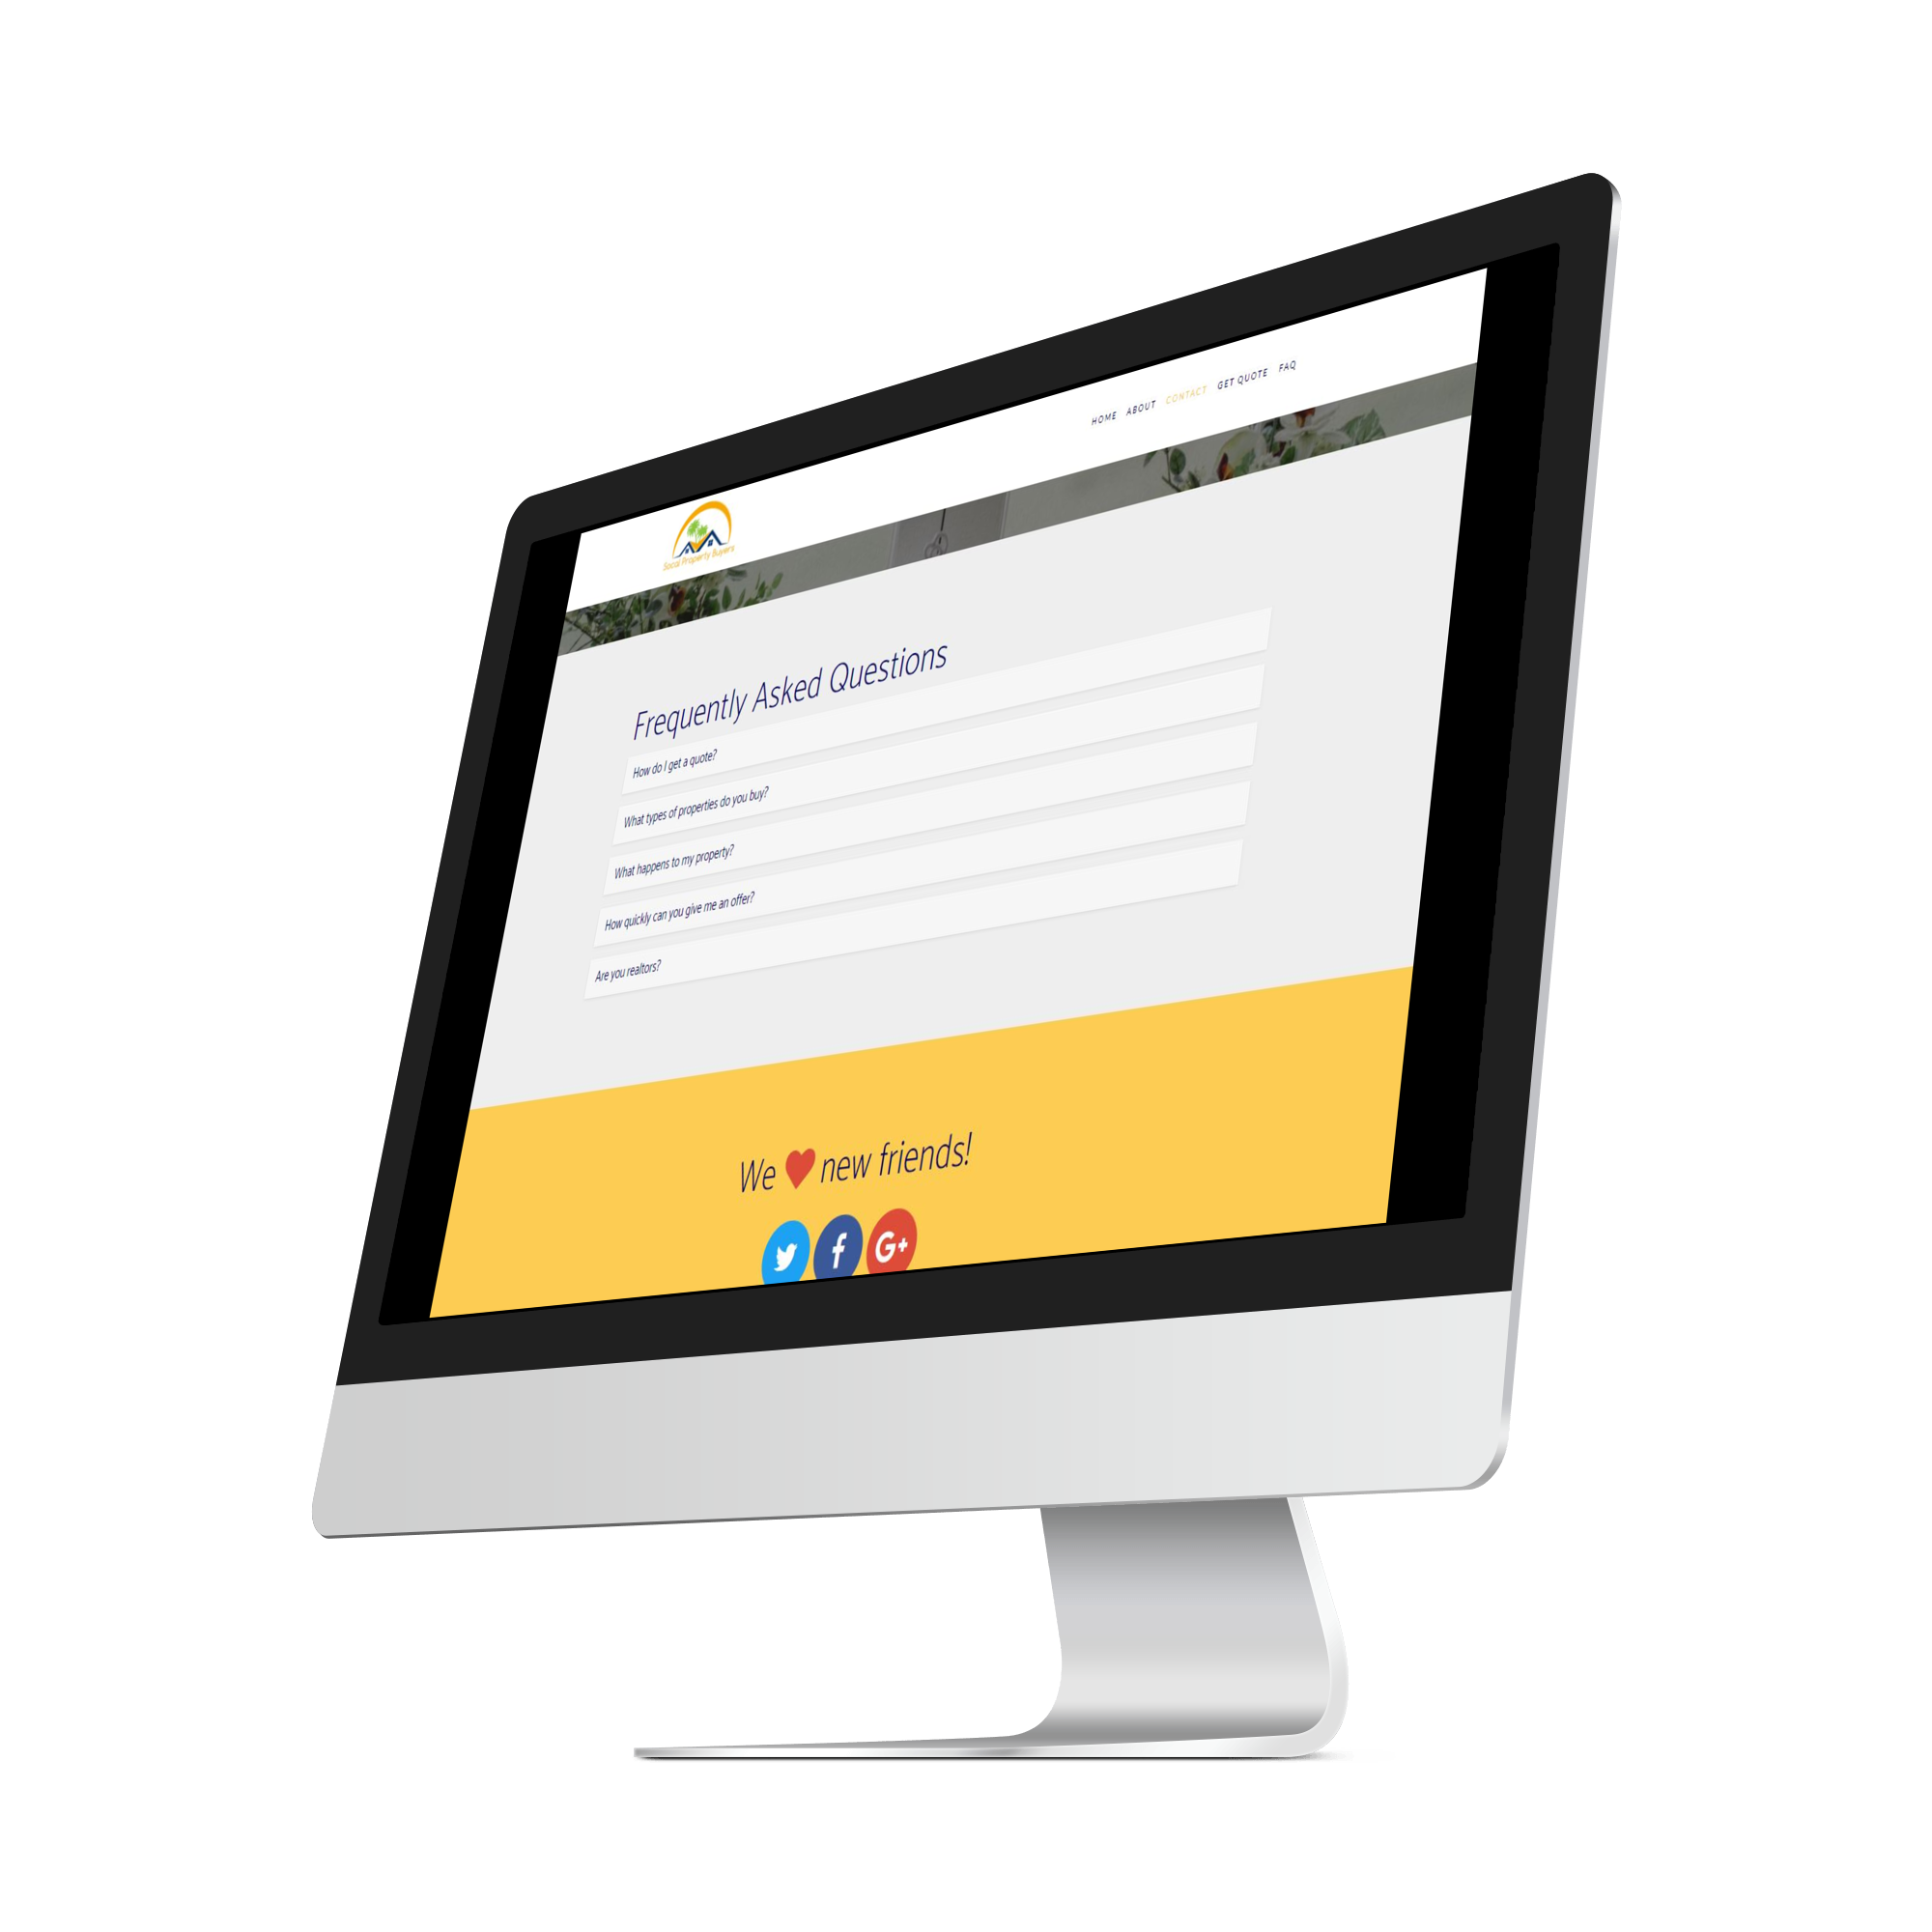 HOME ABOUT CONTACT GET QUOTE FAQ
Socal Property Buyers
Frequently Asked Questions
How do I get a quote?
What types of properties do you buy?
What happens to my property?
How quickly can you give me an offer?
Are you realtors?
We ❤ new friends!
f G+